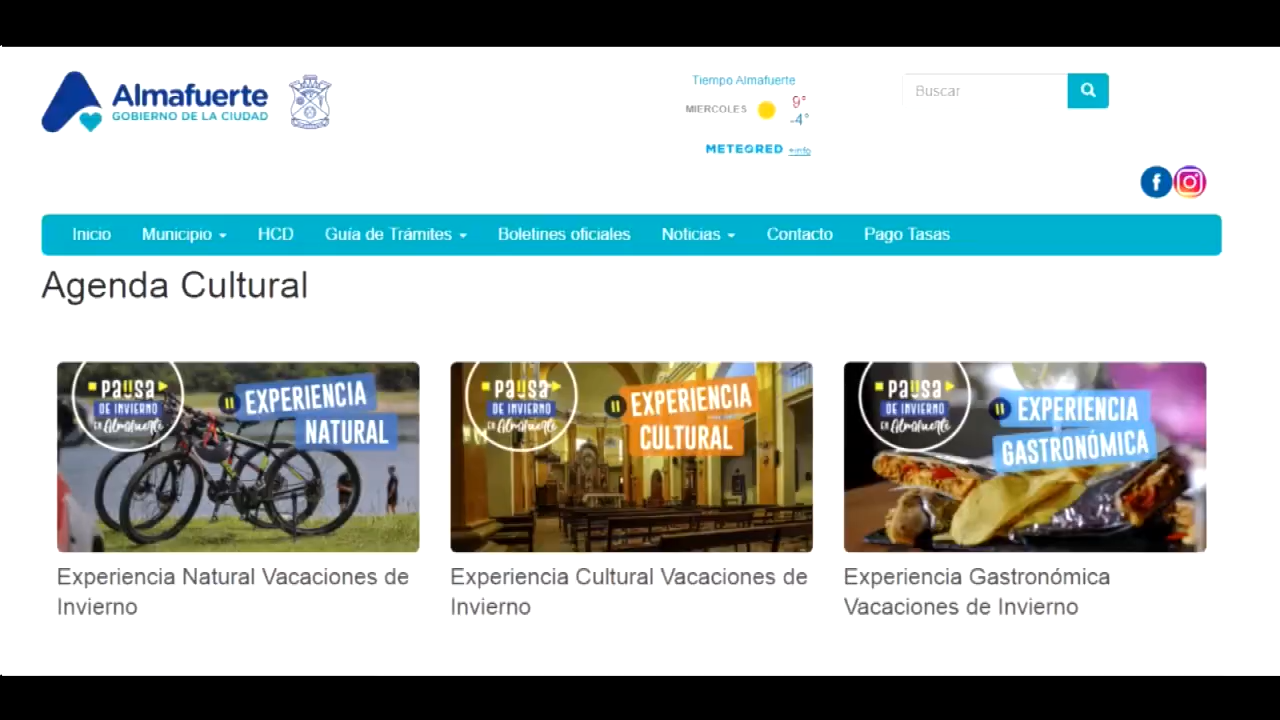 Almafuerte
GOBIERNO DE LA CIUDAD
Tiempo Almafuerte
MIERCOLES
9°
-4°
METEORED +info
Buscar
Inicio Municipio HCD Guía de Trámites Boletines oficiales Noticias Contacto Pago Tasas
Agenda Cultural
PAUSA
DE INVIERNO
EN Almafuerte
EXPERIENCIA
NATURAL
PAUSA
DE INVIERNO
EN Almafuerte
EXPERIENCIA
CULTURAL
PAUSA
DE INVIERNO
EN Almafuerte
EXPERIENCIA
GASTRONÓMICA
Experiencia Natural Vacaciones de
Invierno
Experiencia Cultural Vacaciones de
Invierno
Experiencia Gastronómica
Vacaciones de Invierno